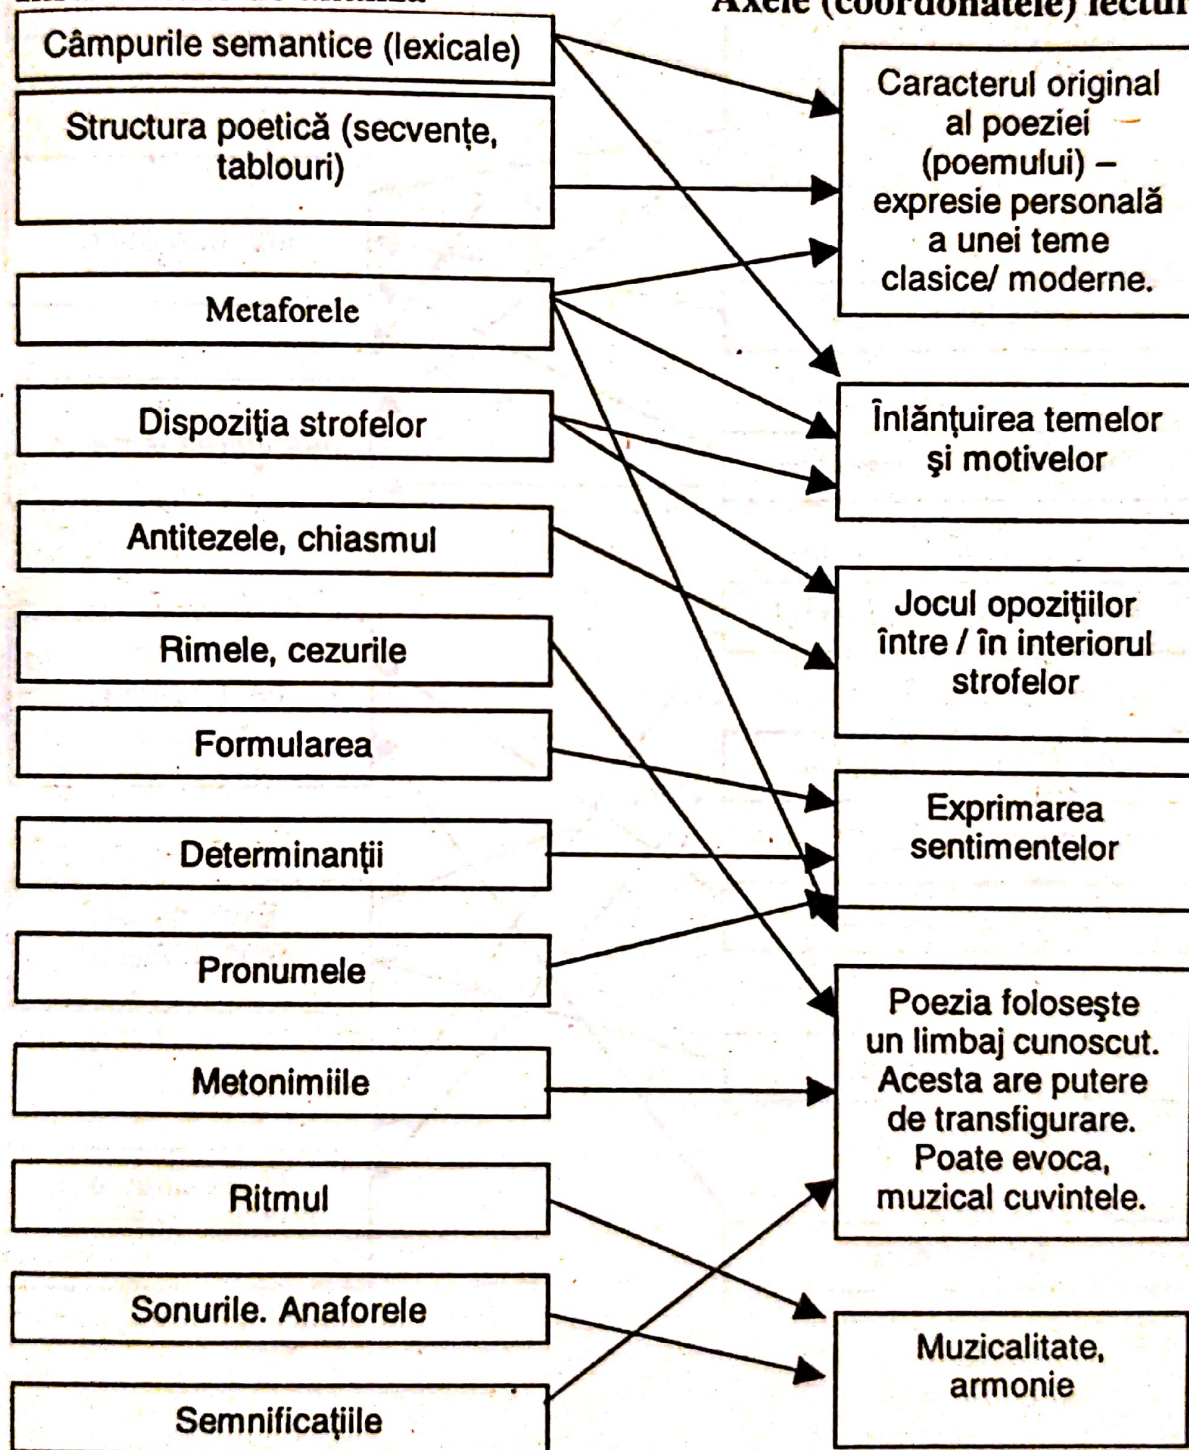 Axele (coordonatele)
Câmpurile semantice (lexicale)
Structura poetică (secvențe,
tablouri)
Metaforele
Dispoziția strofelor
Antitezele, chiasmul
Rimele, cezurile
Formularea
Determinanții
Pronumele
Metonimiile
Ritmul
Sonurile. Anaforele
Semnificațiile
Caracterul original
al poeziei
(poemului) –
expresie personală
a unei teme
clasice/ moderne.
Înlănțuirea temelor
și motivelor
Jocul opozițiilor
între / în interiorul
strofelor
Exprimarea
sentimentelor
Poezia folosește
un limbaj cunoscut.
Acesta are putere
de transfigurare.
Poate evoca,
muzical cuvintele.
Muzicalitate,
armonie